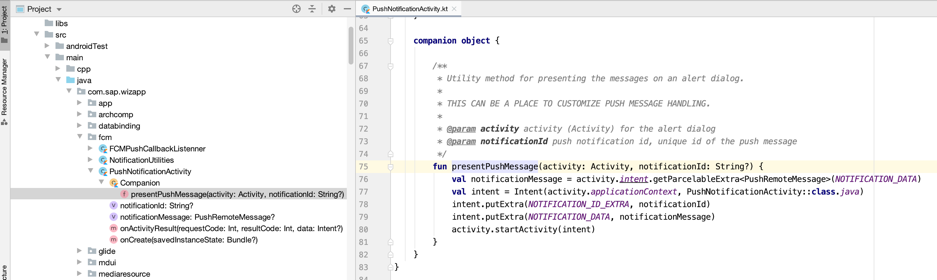 Project
PushNotificationActivity.kt
1: Project
Resource Manager
libs
src
androidTest
main
cpp
java
com.sap.wizapp
app
archcomp
databinding
fcm
FCMPushCallbackListenner
NotificationUtilities
PushNotificationActivity
Companion
presentPushMessage(activity: Activity, notificationId: String?)
notificationId: String?
notificationMessage: PushRemoteMessage?
onActivityResult(requestCode: Int, resultCode: Int, data: Intent?)
onCreate(savedInstanceState: Bundle?)
glide
mdui
mediaresource
64
65 companion object {
66
67 /**
68 * Utility method for presenting the messages on an alert dialog.
69 *
70 * THIS CAN BE A PLACE TO CUSTOMIZE PUSH MESSAGE HANDLING.
71 *
72 * @param activity activity (Activity) for the alert dialog
73 * @param notificationId push notification id, unique id of the push message
74 */
75 fun presentPushMessage(activity: Activity, notificationId: String?) {
76 val notificationMessage = activity.intent.getParcelableExtra<PushRemoteMessage>(NOTIFICATION_DATA)
77 val intent = Intent(activity.applicationContext, PushNotificationActivity::class.java)
78 intent.putExtra(NOTIFICATION_ID_EXTRA, notificationId)
79 intent.putExtra(NOTIFICATION_DATA, notificationMessage)
80 activity.startActivity(intent)
81 }
82 }
83 }